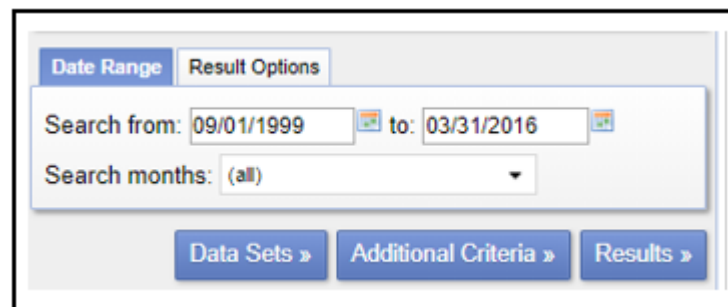 Date Range Result Options
Search from: 09/01/1999 to: 03/31/2016
Search months: (all)
Data Sets » Additional Criteria » Results »